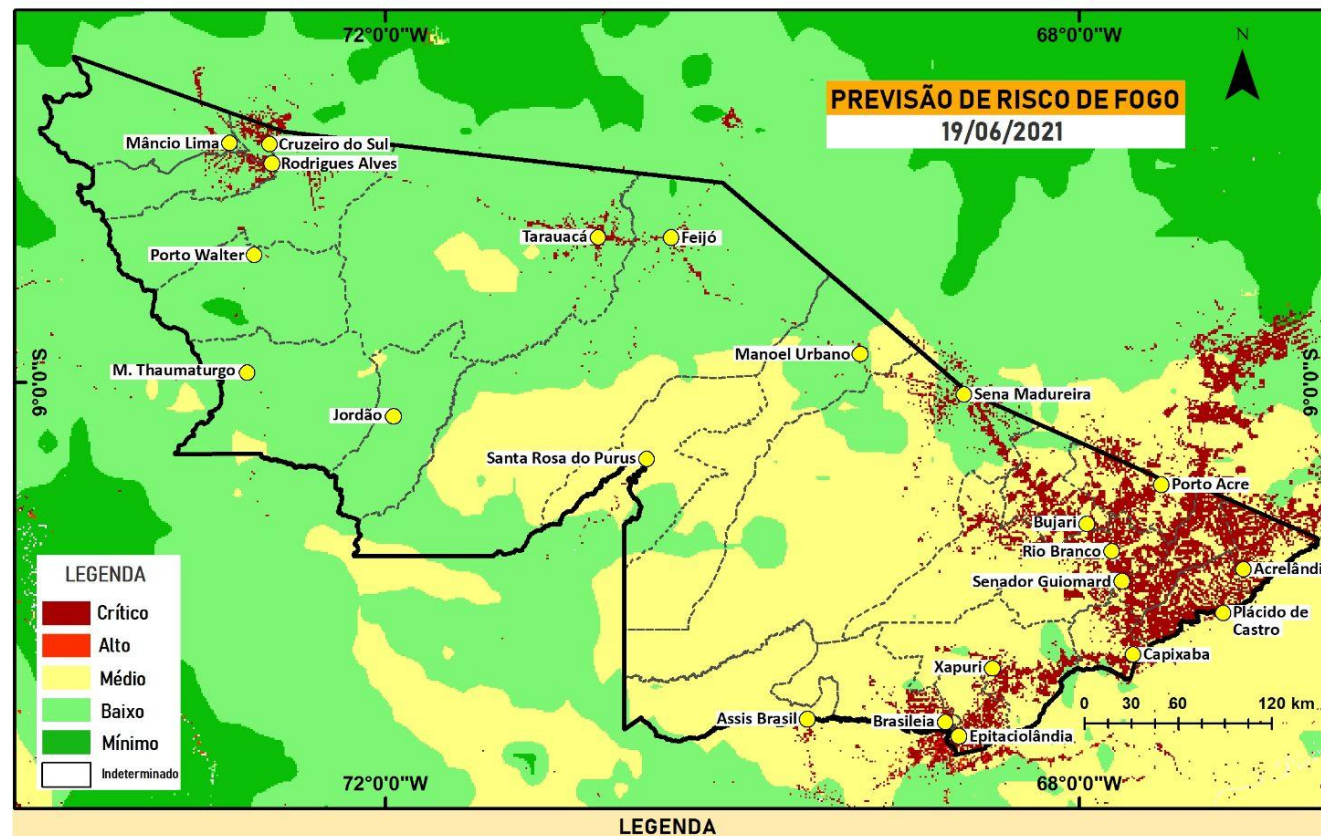 72°0'0"W
68°0'0"W
N
PREVISÃO DE RISCO DE FOGO
19/06/2021
Mâncio Lima
Cruzeiro do Sul
Rodrigues Alves
Tarauacá
Feijó
Porto Walter
Manoel Urbano
9°0'0"S
9°0'0"S
M. Thaumaturgo
Sena Madureira
Jordão
Santa Rosa do Purus
Porto Acre
Bujari
Rio Branco
Acrelândi
Senador Guiomard
Plácido de
Castro
Capixaba
Xapuri
Assis Brasil
Brasileia
Epitaciolândia
LEGENDA
Crítico
Alto
Médio
Baixo
Mínimo
Indeterminado
0 30 60 120 km
72°0'0"W
68°0'0"W
LEGENDA